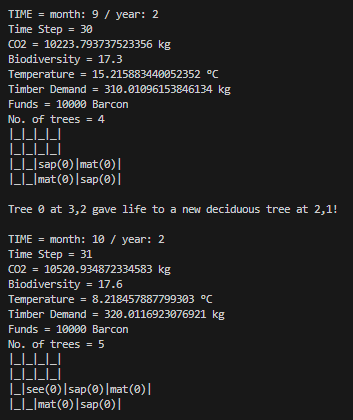 TIME = month: 9 / year: 2
Time Step = 30
CO2 = 10223.793737523356 kg
Biodiversity = 17.3
Temperature = 15.215883440052352 ºC
Timber Demand = 310.01096153846134 kg
Funds = 10000 Barcon
No. of trees = 4
|_|_|_|_|
|_|_|_|_|
|_|_|sap(0)|mat(0)|
|_|_|mat(0)|sap(0)|
Tree 0 at 3,2 gave life to a new deciduous tree at 2,1!
TIME = month: 10 / year: 2
Time Step = 31
CO2 = 10520.934872334583 kg
Biodiversity = 17.6
Temperature = 8.218457887799303 ºC
Timber Demand = 320.0116923076921 kg
Funds = 10000 Barcon
No. of trees = 5
|_|_|_|_|
|_|_|_|_|
|_|see(0)|sap(0)|mat(0)|
|_|_|mat(0)|sap(0)|